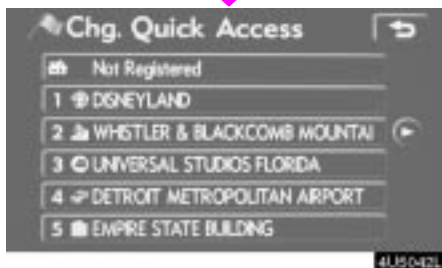 Chg. Quick Access
Not Registered
1 DISNEYLAND
2 WHISTLER & BLACKCOMB MOUNTAI
3 UNIVERSAL STUDIOS FLORIDA
4 DETROIT METROPOLITAN AIRPORT
5 EMPIRE STATE BUILDING
4U5042L